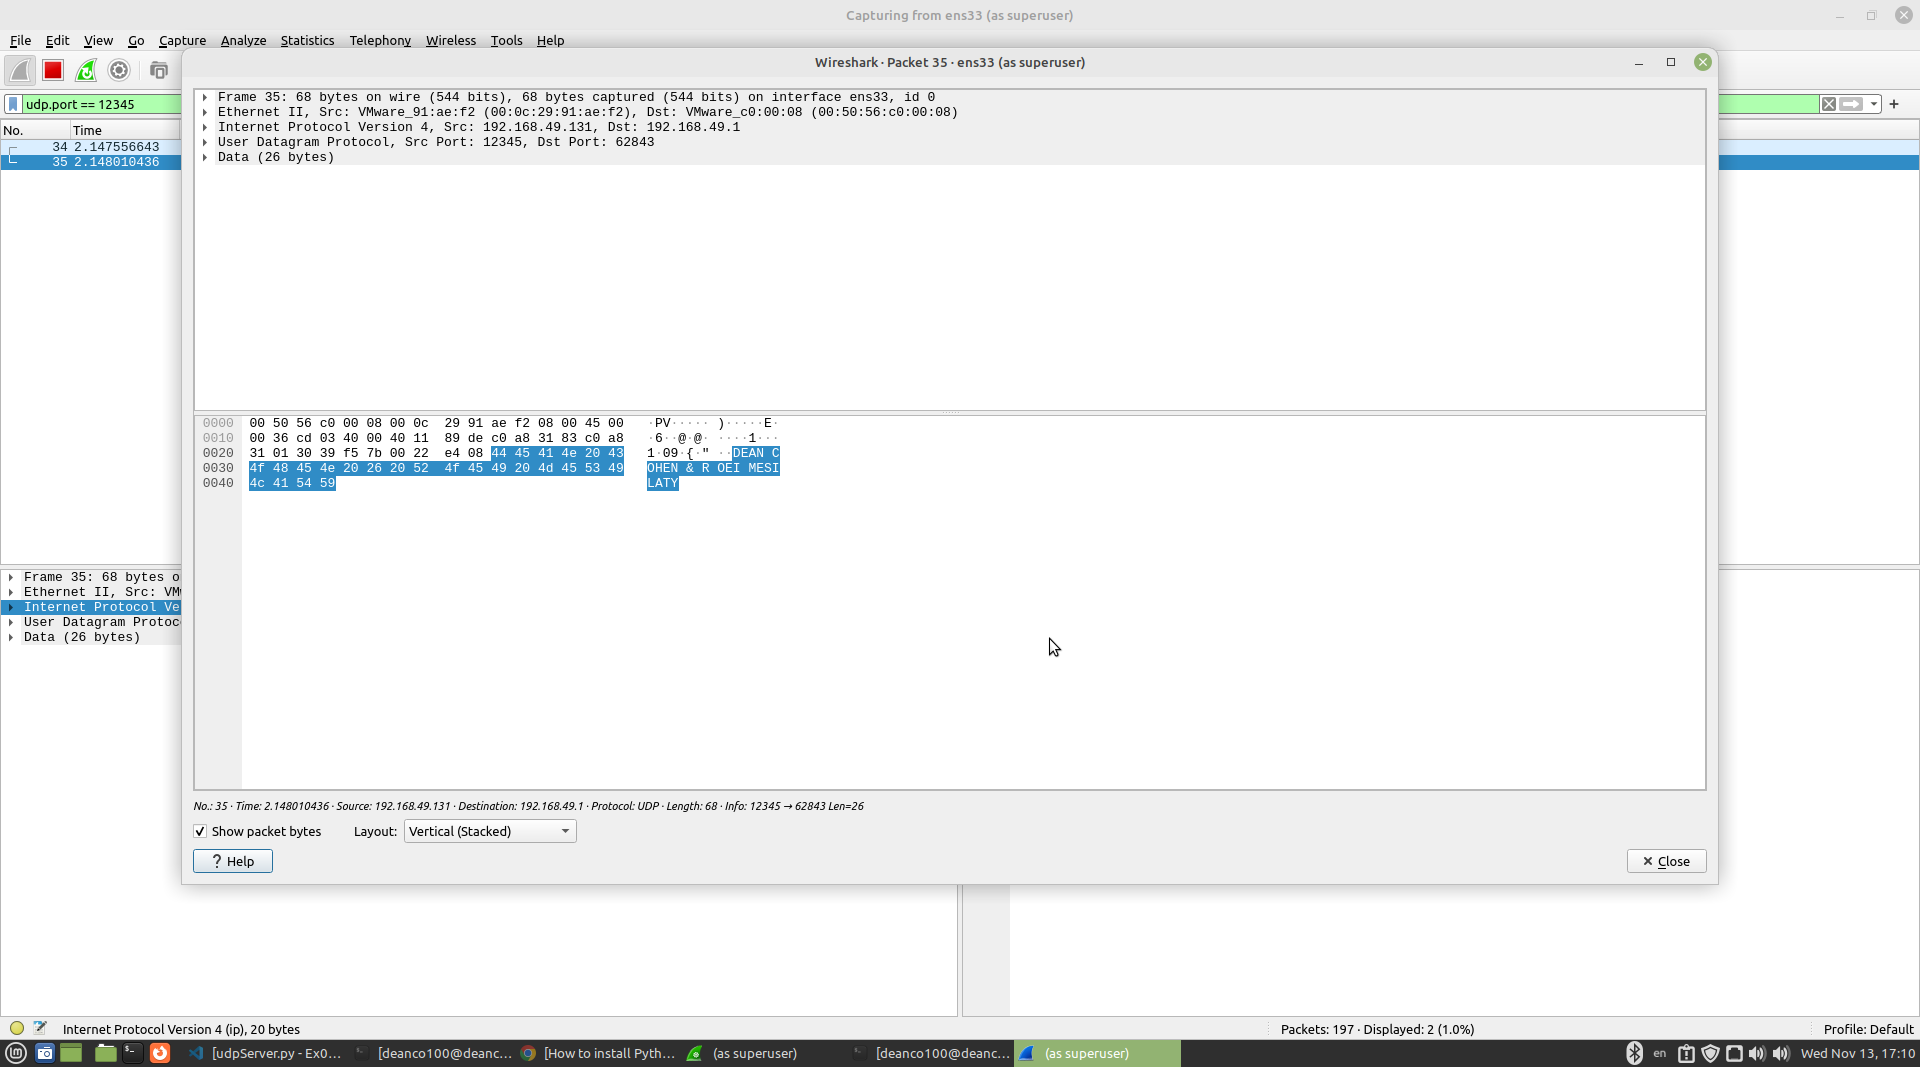 Capturing from ens33 (as superuser)
File Edit View Go Capture Analyze Statistics Telephony Wireless Tools Help
Wireshark · Packet 35 · ens33 (as superuser)
udp.port == 12345
No. Time
34 2.147556643
35 2.148010436
Frame 35: 68 bytes on wire (544 bits), 68 bytes captured (544 bits) on interface ens33, id 0
Ethernet II, Src: VMware_91:ae:f2 (00:0c:29:91:ae:f2), Dst: VMware_c0:00:08 (00:50:56:c0:00:08)
Internet Protocol Version 4, Src: 192.168.49.131, Dst: 192.168.49.1
User Datagram Protocol, Src Port: 12345, Dst Port: 62843
Data (26 bytes)
0000 00 50 56 c0 00 08 00 0c 29 91 ae f2 08 00 45 00 ·PV····· )·····E·
0010 00 36 cd 03 40 00 40 11 89 de c0 a8 31 83 c0 a8 ·6··@·@· ····1···
0020 31 01 30 39 f5 7b 00 22 e4 08 44 45 41 4e 20 43 1·09·{·" ··DEAN C
0030 4f 48 45 4e 20 26 20 52 4f 45 49 20 4d 45 53 49 OHEN & R OEI MESI
0040 4c 41 54 59 LATY
Frame 35: 68 bytes o
Ethernet II, Src: VM
Internet Protocol Ve
User Datagram Protoc
Data (26 bytes)
No.: 35 · Time: 2.148010436 · Source: 192.168.49.131 · Destination: 192.168.49.1 · Protocol: UDP · Length: 68 · Info: 12345 → 62843 Len=26
Show packet bytes Layout: Vertical (Stacked)
Help Close
Internet Protocol Version 4 (ip), 20 bytes Packets: 197 · Displayed: 2 (1.0%) Profile: Default
[udpServer.py - Ex0... [deanco100@deanc... [How to install Pyth... (as superuser) [deanco100@deanc... (as superuser) en Wed Nov 13, 17:10